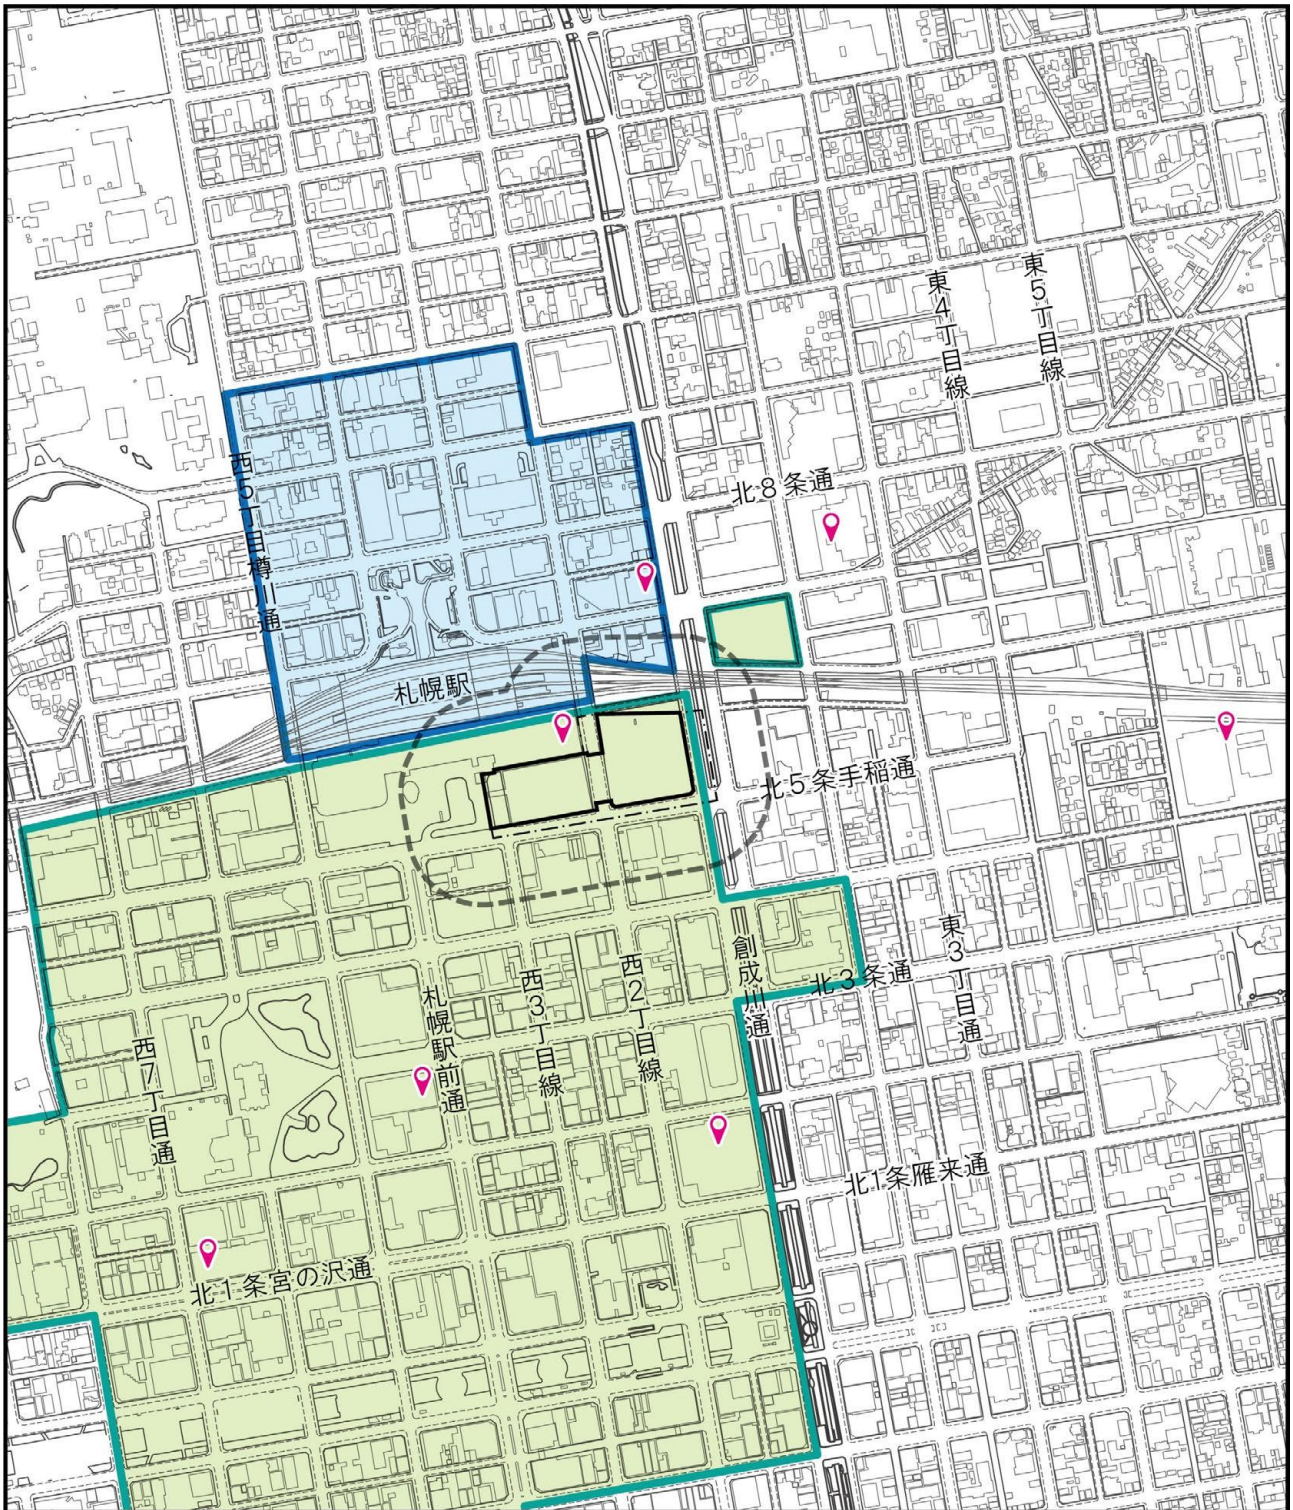 東4丁目線
東5丁目線
西5丁目樽川通
北8条通
札幌駅
北5条手稲通
創成川通
北3条通
東3丁目通
西2丁目線
西3丁目線
札幌駅前通
西7丁目通
北1条雁来通
北1条宮の沢通